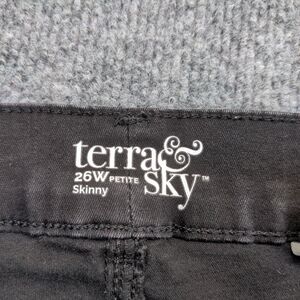 terra &
sky™
26W PETITE
Skinny